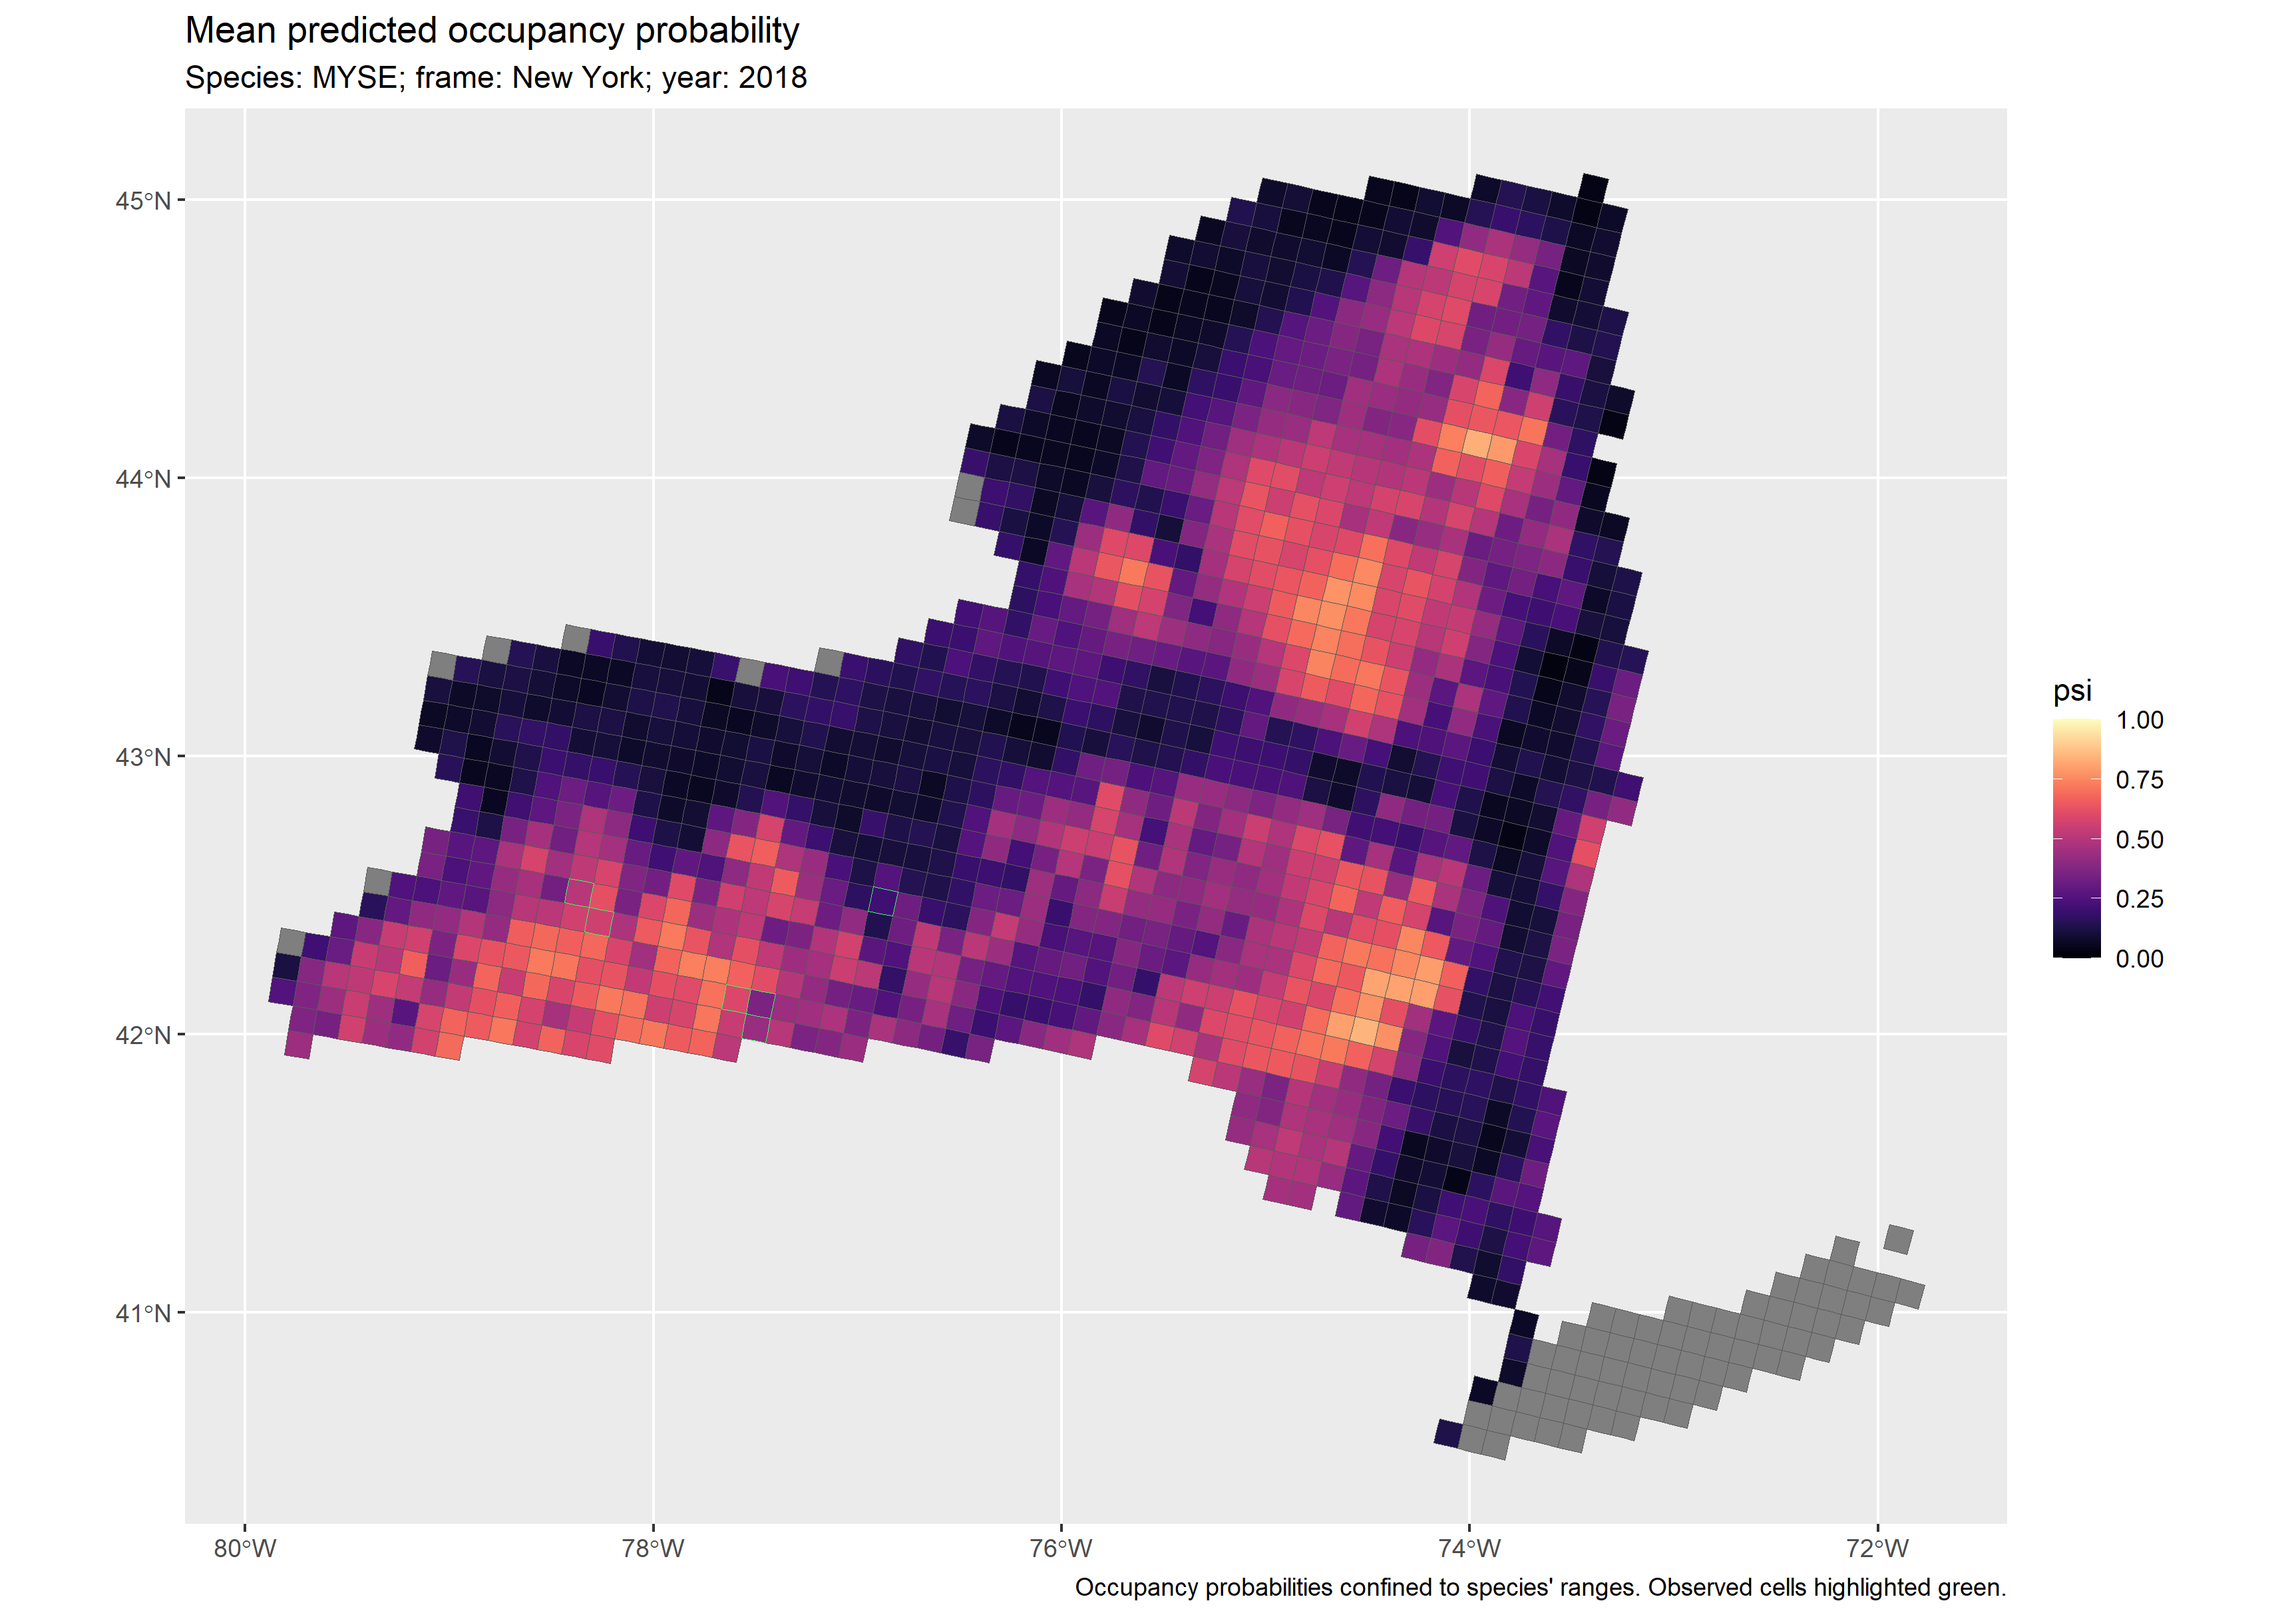 Mean predicted occupancy probability
Species: MYSE; frame: New York; year: 2018
45°N
44°N
43°N
42°N
41°N
80°W
78°W
76°W
74°W
72°W
psi
1.00
0.75
0.50
0.25
0.00
Occupancy probabilities confined to species' ranges. Observed cells highlighted green.